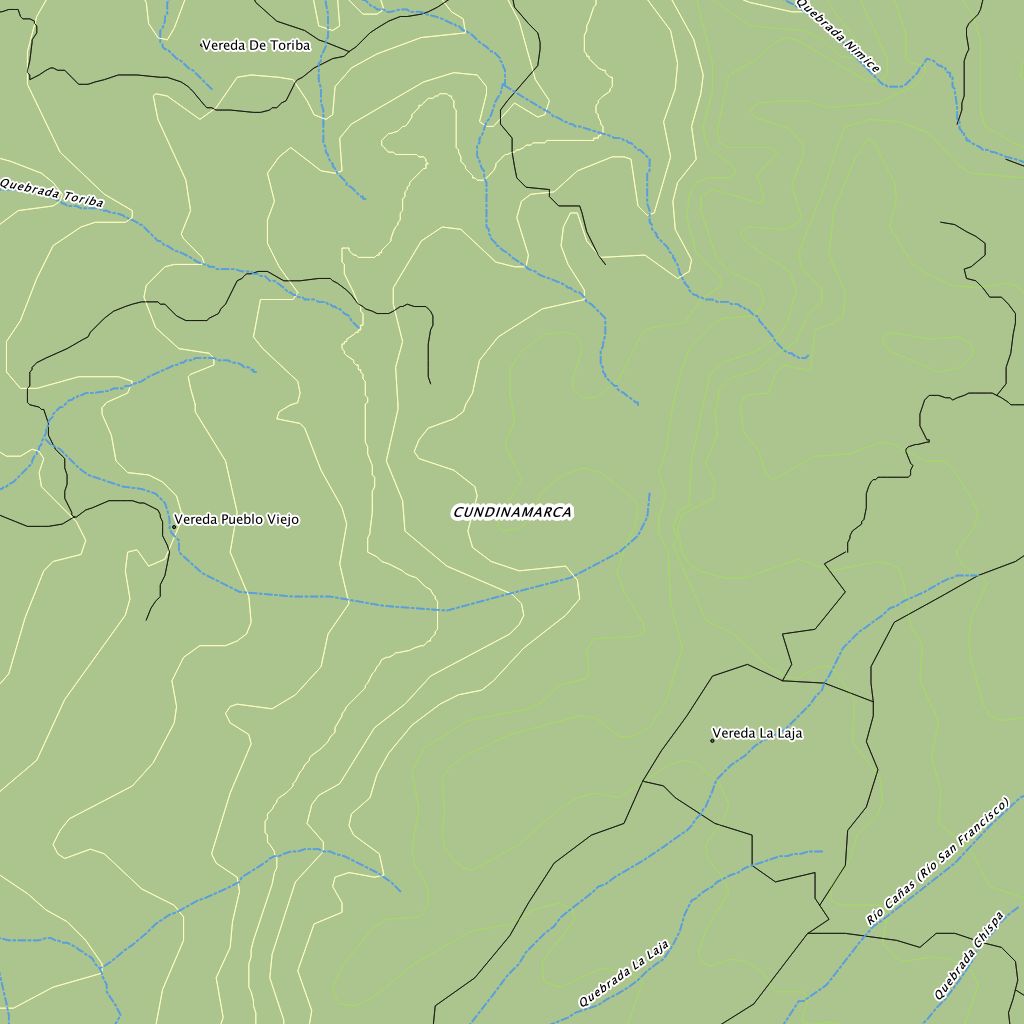 Quebrada Nimice
Vereda De Toriba
Quebrada Toriba
CUNDINAMARCA
Vereda Pueblo Viejo
Vereda La Laja
Río Cañas (Río San Francisco)
Quebrada La Laja
Quebrada Chispa